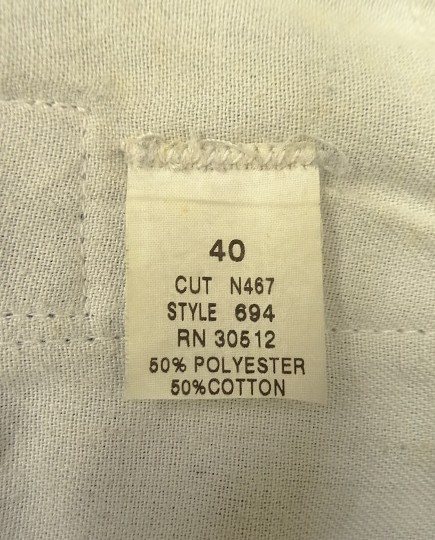 40
CUT N467
STYLE 694
RN 30512
50% POLYESTER
50%COTTON